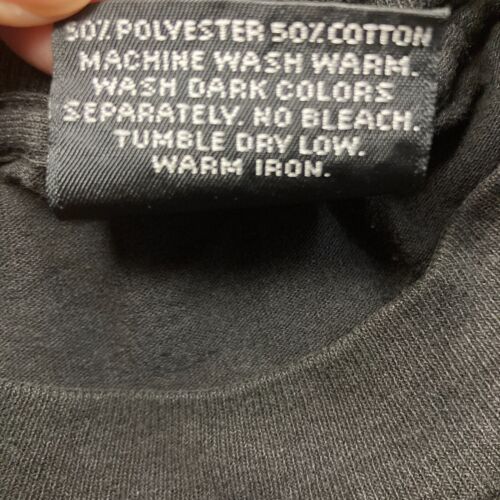 50% POLYESTER 50% COTTON
MACHINE WASH WARM.
WASH DARK COLORS
SEPARATELY. NO BLEACH.
TUMBLE DRY LOW.
WARM IRON.